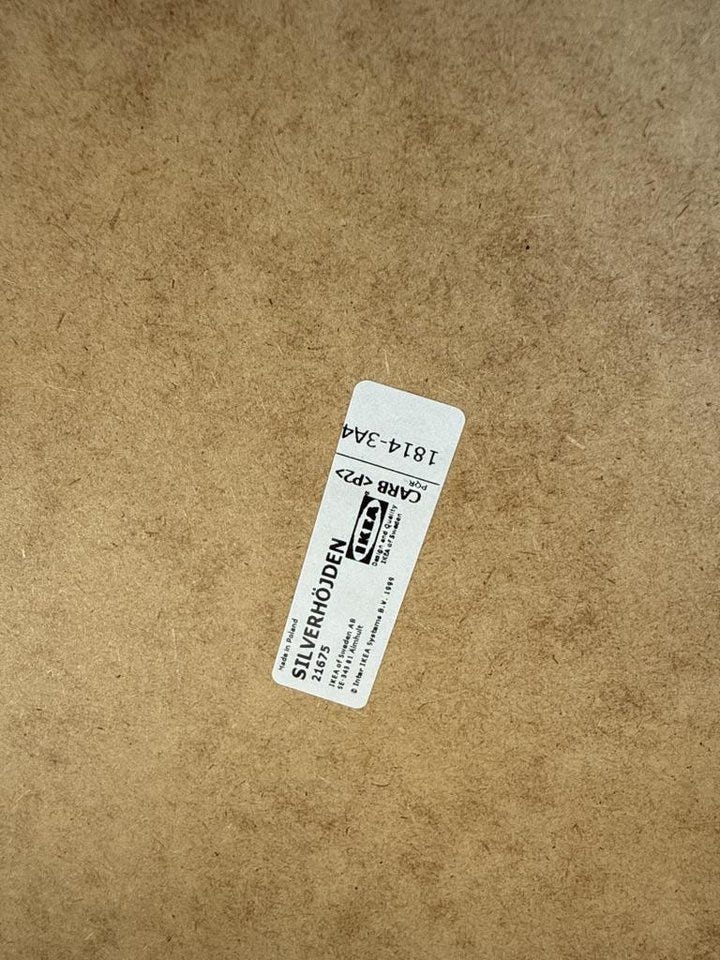 Made in Poland
SILVERHÖJDEN
21675
IKEA of Sweden AB
SE-343 81 Älmhult
© Inter IKEA Systems B.V. 1999
IKEA
®
Design and Quality
IKEA of Sweden
CARB <P2>
PQR
1814-3A4